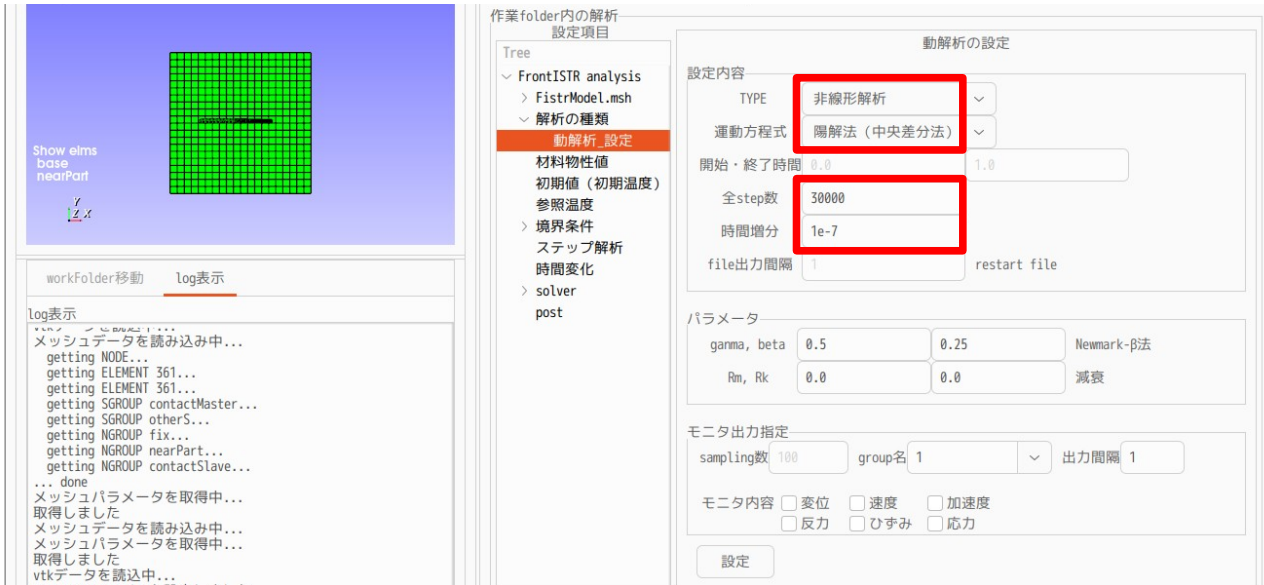 Show elms
base
nearPart
Y
Z X
workFolder移動 log表示
log表示
vtkデータを読込中...
メッシュデータを読み込み中...
getting NODE...
getting ELEMENT 361...
getting ELEMENT 361...
getting SGROUP contactMaster...
getting SGROUP otherS...
getting NGROUP fix...
getting NGROUP nearPart...
getting NGROUP contactSlave...
... done
メッシュパラメータを取得中...
取得しました
メッシュデータを読み込み中...
メッシュパラメータを取得中...
取得しました
vtkデータを読込中...
作業folder内の解析
設定項目
Tree
FrontISTR analysis
FistrModel.msh
解析の種類
動解析_設定
材料物性値
初期値（初期温度）
参照温度
境界条件
ステップ解析
時間変化
solver
post
動解析の設定
設定内容
TYPE 非線形解析
運動方程式 陽解法（中央差分法）
開始・終了時間 0.0 1.0
全step数 30000
時間増分 1e-7
file出力間隔 1 restart file
パラメータ
ganma, beta 0.5 0.25 Newmark-β法
Rm, Rk 0.0 0.0 減衰
モニタ出力指定
sampling数 100 group名 1 出力間隔 1
モニタ内容 変位 速度 加速度
反力 ひずみ 応力
設定